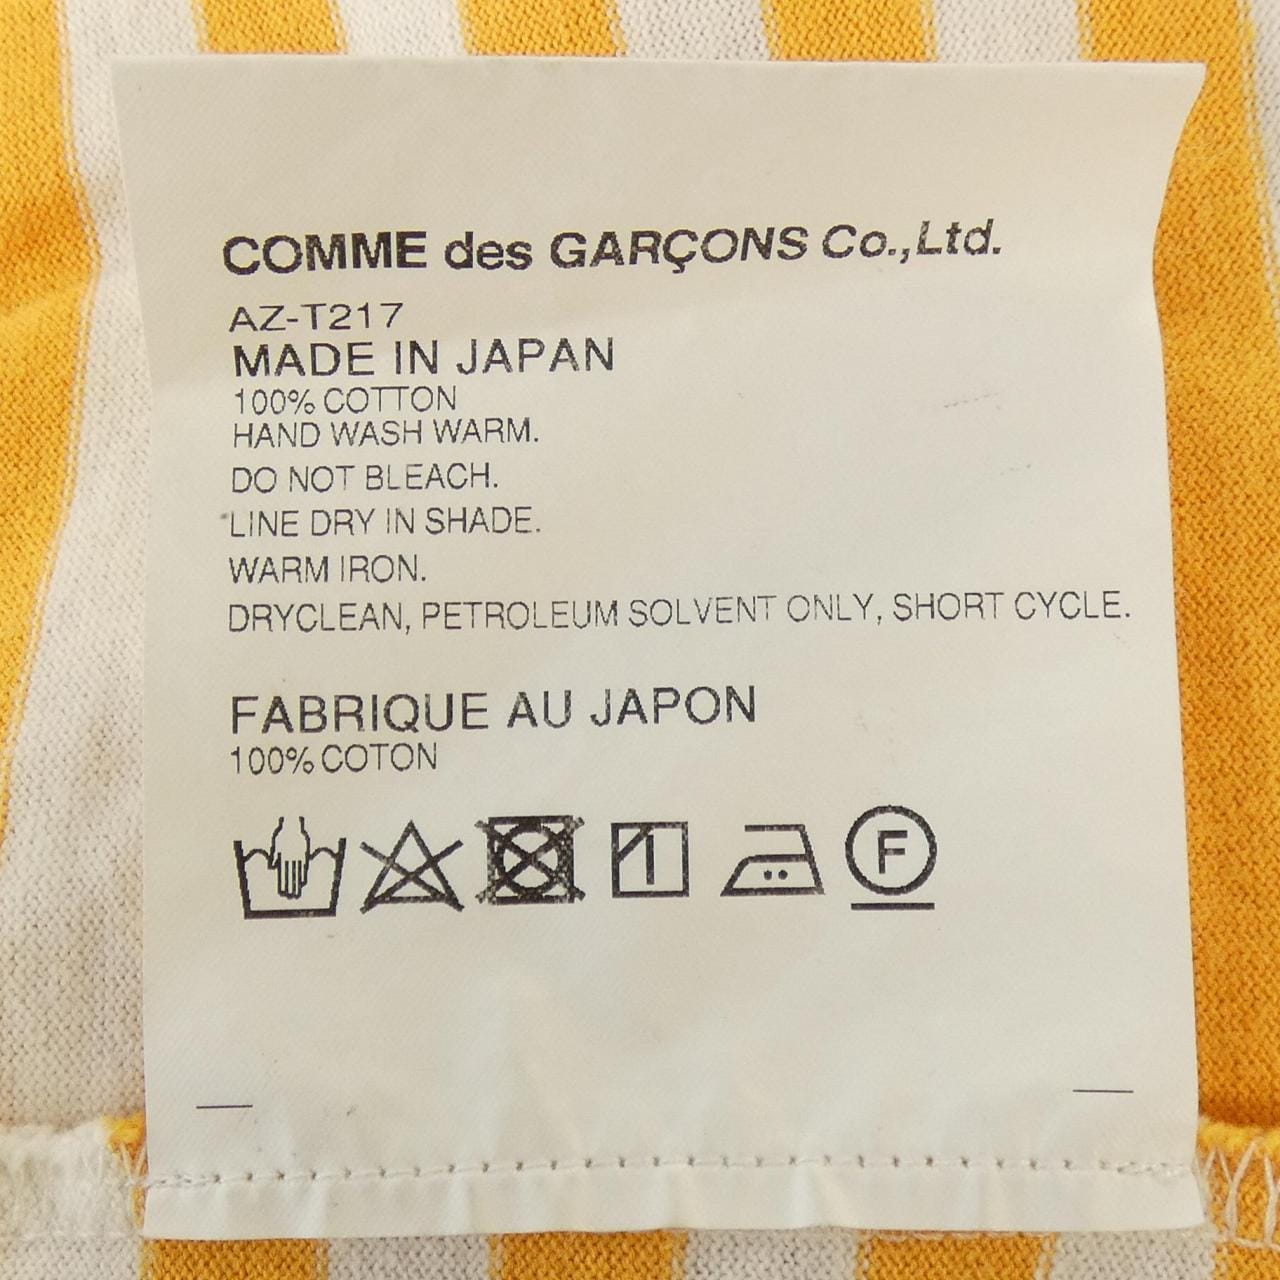 COMME des GARÇONS Co.,Ltd.
AZ-T217
MADE IN JAPAN
100% COTTON
HAND WASH WARM.
DO NOT BLEACH.
LINE DRY IN SHADE.
WARM IRON.
DRYCLEAN, PETROLEUM SOLVENT ONLY, SHORT CYCLE.
FABRIQUE AU JAPON
100% COTON
F